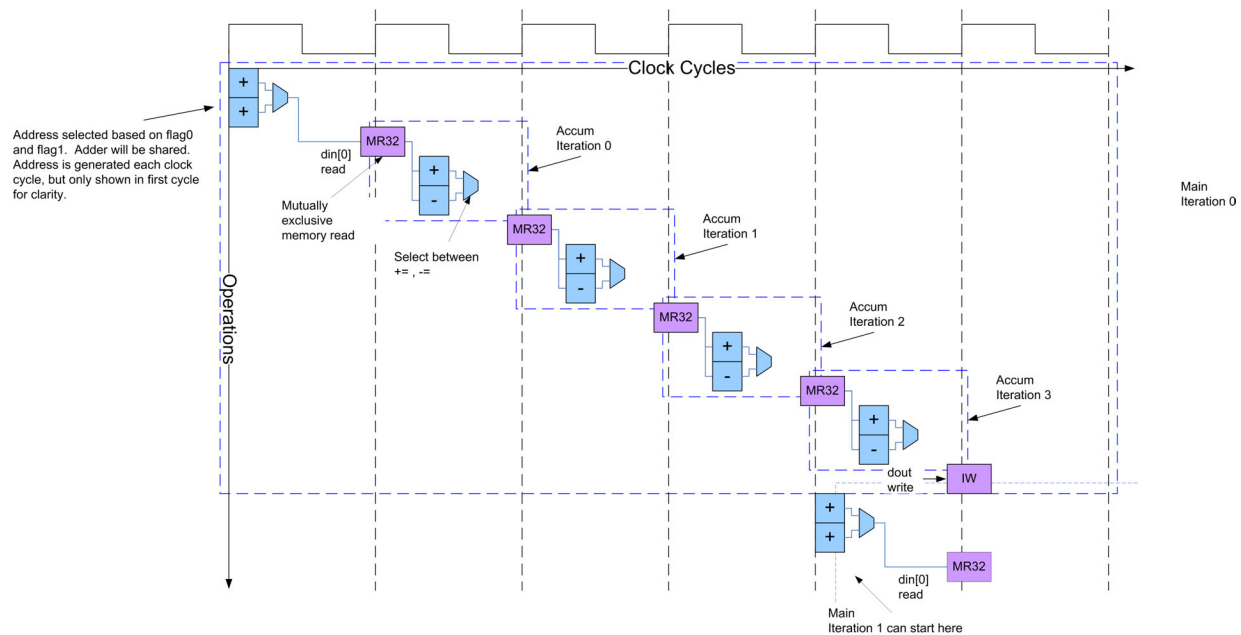 Clock Cycles
+
+
Address selected based on flag0
and flag1.  Adder will be shared.
Address is generated each clock
cycle, but only shown in first cycle
for clarity.
MR32
din[0]
read
Accum
Iteration 0
+
-
Mutually
exclusive
memory read
Main
Iteration 0
MR32
Accum
Iteration 1
Select between
+= , -=
+
-
Operations
MR32
Accum
Iteration 2
+
-
MR32
Accum
Iteration 3
+
-
dout
write
IW
+
+
MR32
din[0]
read
Main
Iteration 1 can start here